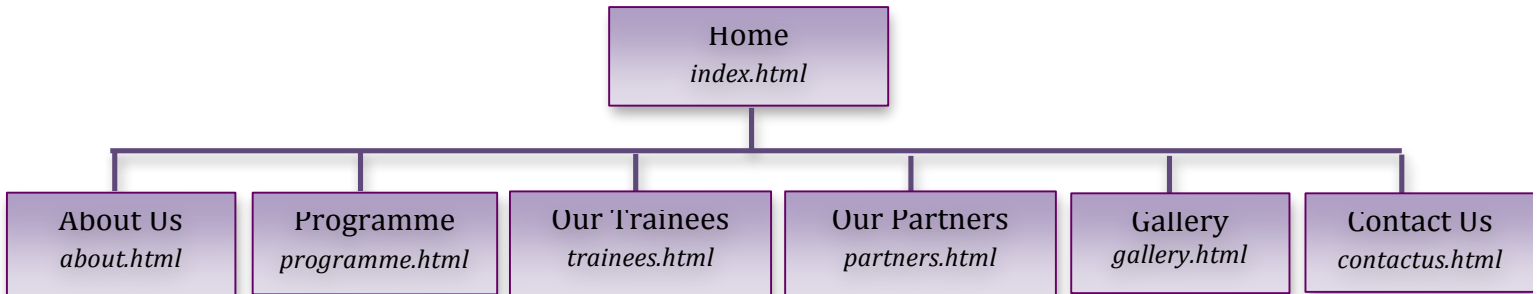 Home
index.html
About Us
about.html
Programme
programme.html
Our Trainees
trainees.html
Our Partners
partners.html
Gallery
gallery.html
Contact Us
contactus.html